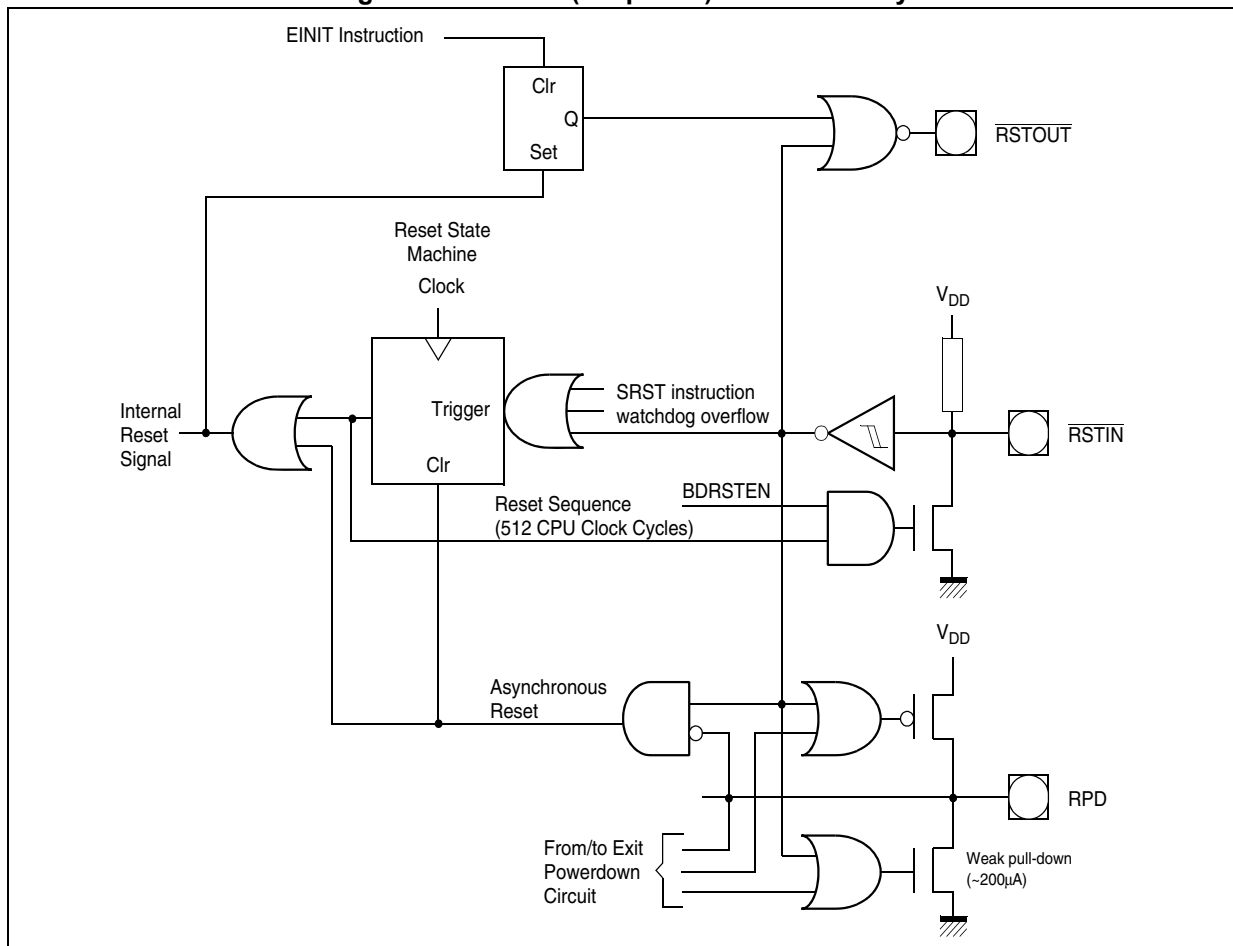 EINIT Instruction
Clr
Q
Set
RSTOUT
Reset State
Machine
Clock
VDD
Internal
Reset
Signal
Trigger
Clr
SRST instruction
watchdog overflow
RSTIN
BDRSTEN
Reset Sequence
(512 CPU Clock Cycles)
VDD
Asynchronous
Reset
RPD
From/to Exit
Powerdown
Circuit
Weak pull-down
(~200µA)